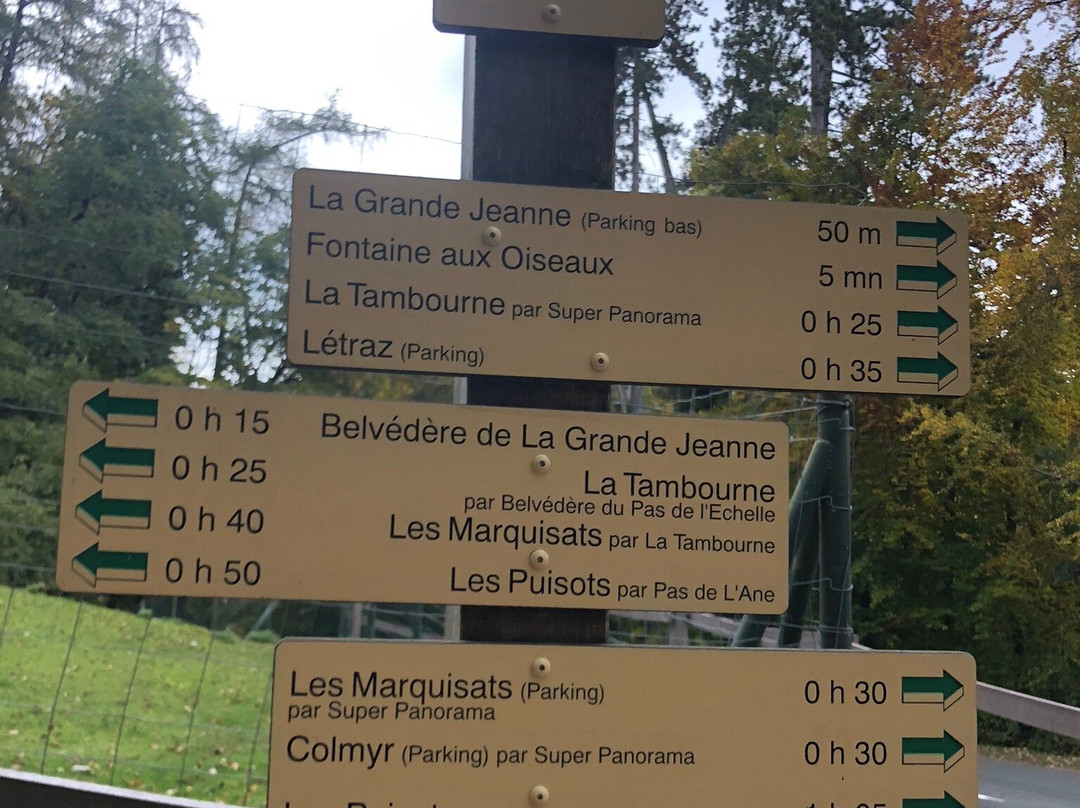 La Grande Jeanne (Parking bas) 50 m
Fontaine aux Oiseaux 5 mn
La Tambourne par Super Panorama 0 h 25
Létraz (Parking) 0 h 35
0 h 15 Belvédère de La Grande Jeanne
0 h 25 La Tambourne
par Belvédère du Pas de l'Echelle
0 h 40 Les Marquisats par La Tambourne
0 h 50 Les Puisots par Pas de L'Ane
Les Marquisats (Parking) 0 h 30
par Super Panorama
Colmyr (Parking) par Super Panorama 0 h 30